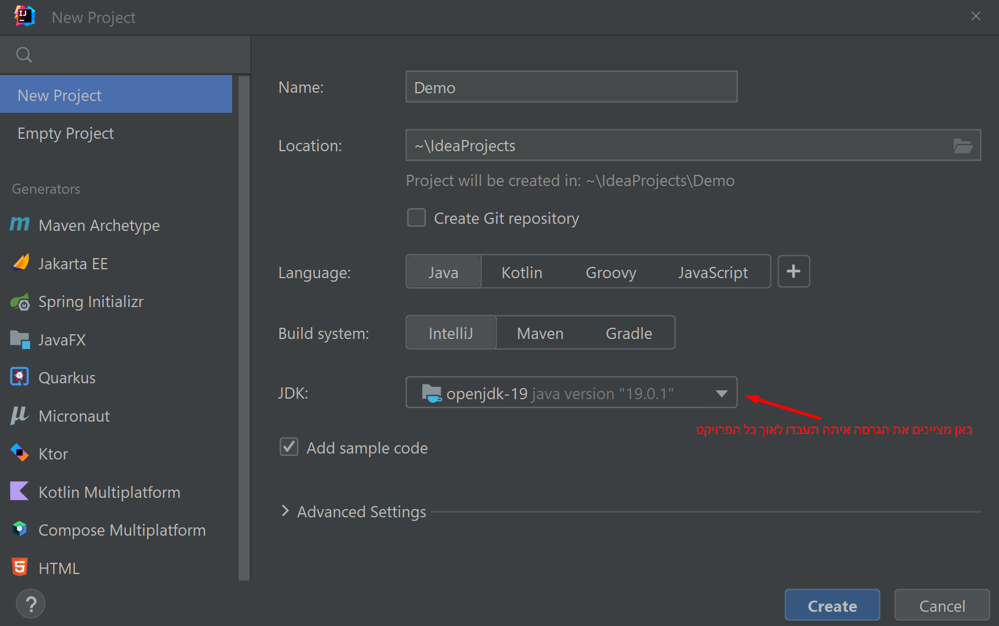 IJ
New Project
New Project
Empty Project
Generators
Maven Archetype
Jakarta EE
Spring Initializr
JavaFX
Quarkus
Micronaut
Ktor
Kotlin Multiplatform
Compose Multiplatform
HTML
Name: Demo
Location: ~\IdeaProjects
Project will be created in: ~\IdeaProjects\Demo
Create Git repository
Language: Java Kotlin Groovy JavaScript +
Build system: IntelliJ Maven Gradle
JDK: openjdk-19 java version "19.0.1"
כאן מציינים את הגרסה איתה תעבדו לאוך כל הפרויקט
Add sample code
Advanced Settings
? Create Cancel